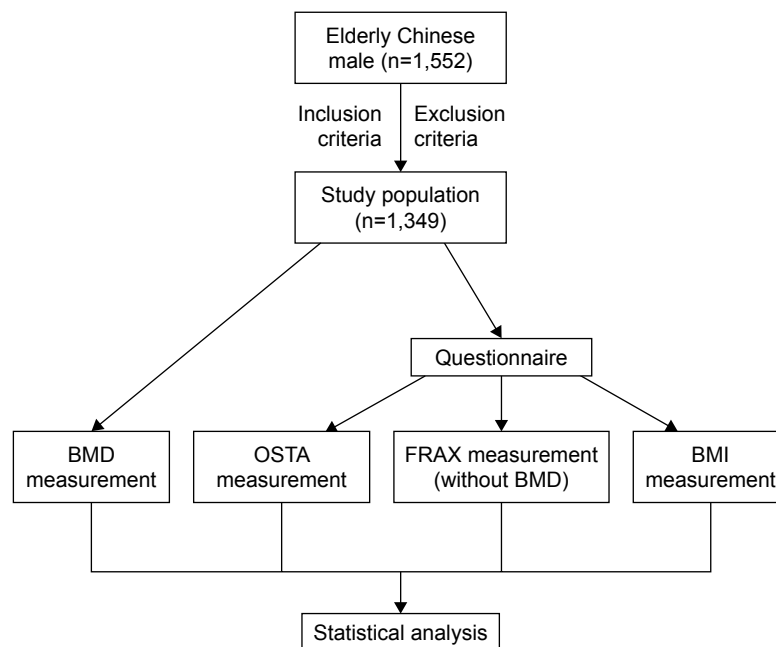 Elderly Chinese
male (n=1,552)
Inclusion
criteria
Exclusion
criteria
Study population
(n=1,349)
Questionnaire
BMD
measurement
OSTA
measurement
FRAX measurement
(without BMD)
BMI
measurement
Statistical analysis